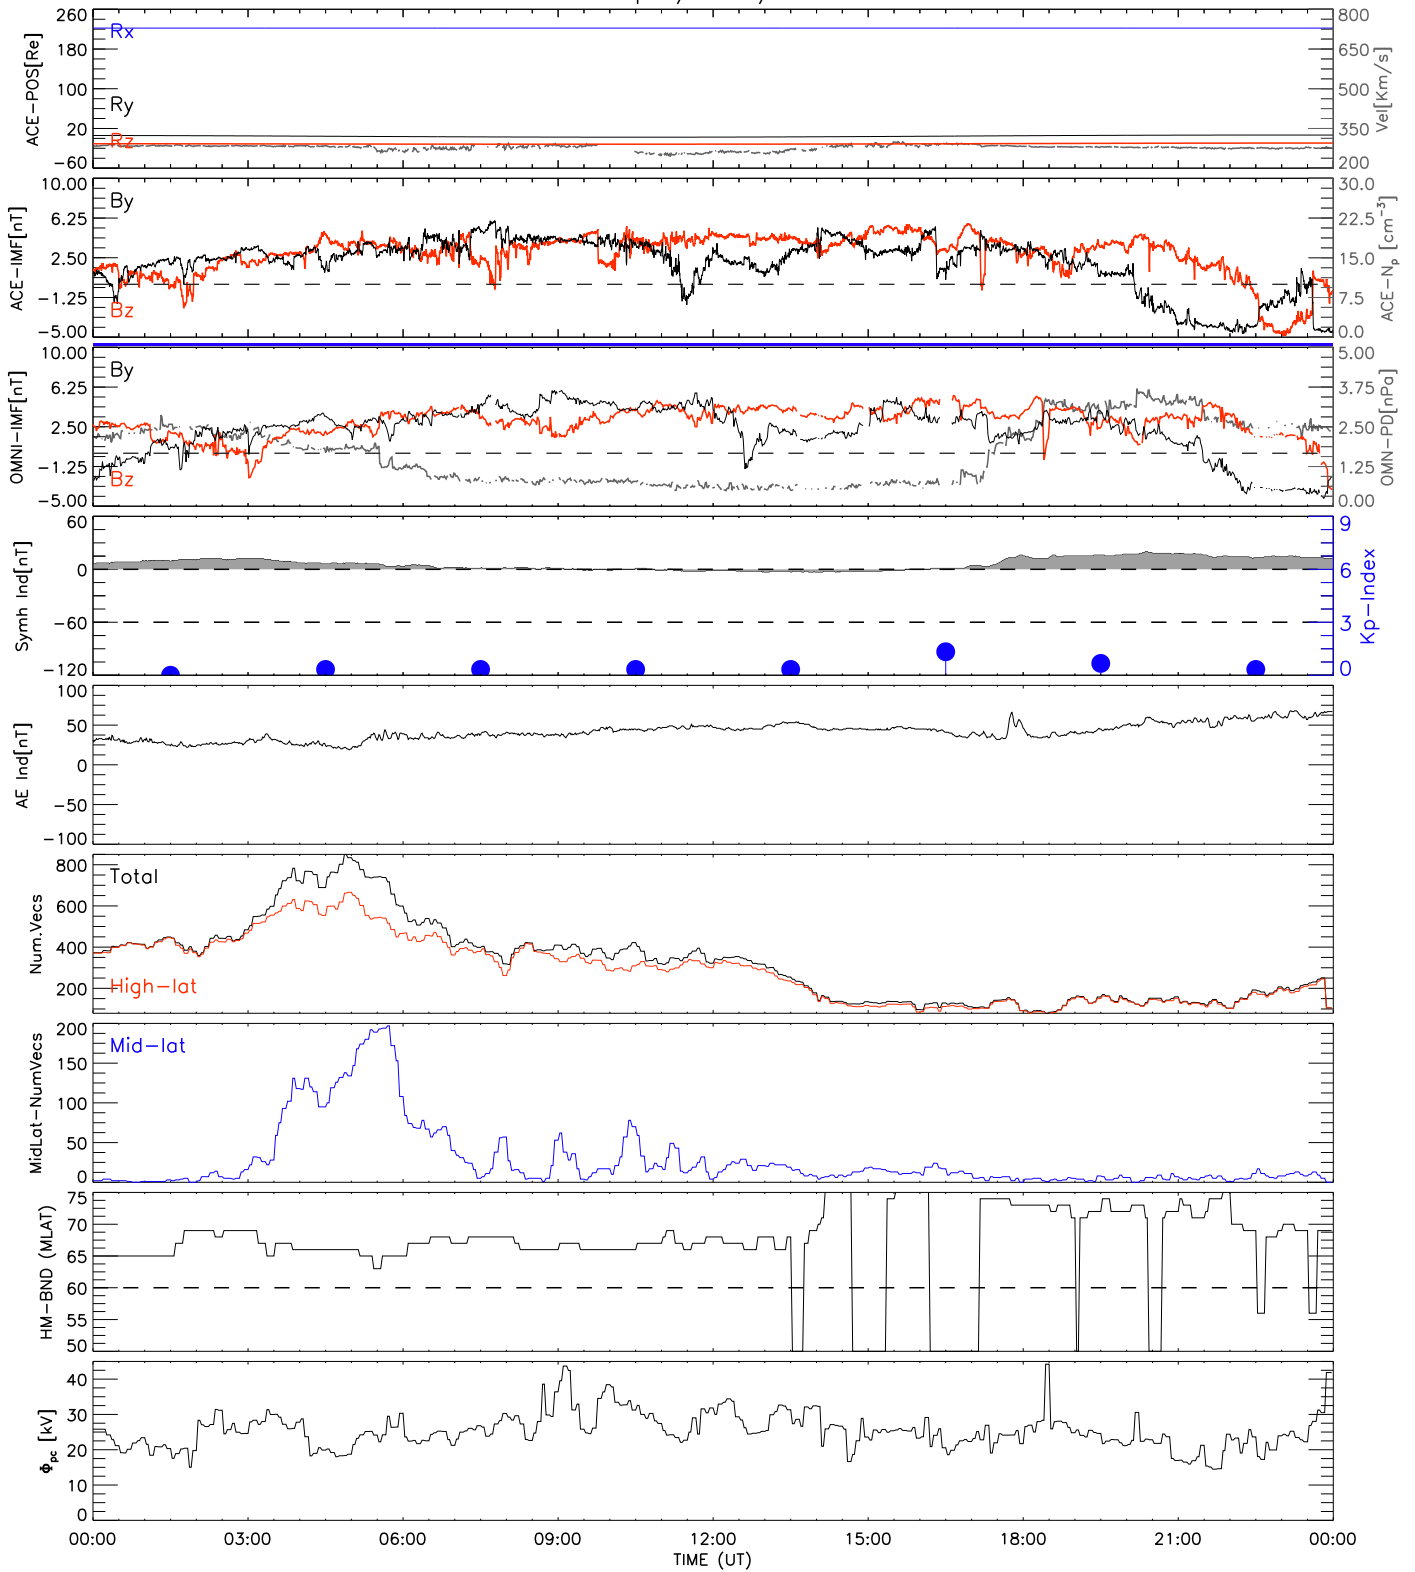 260
180
100
20
−60
ACE−POS[Re]
Rx
Ry
Rz
800
650
500
350
200
Vel[Km/s]
10.00
6.25
2.50
−1.25
−5.00
ACE−IMF[nT]
By
Bz
30.0
22.5
15.0
7.5
0.0
ACE−Np [cm−3]
10.00
6.25
2.50
−1.25
−5.00
OMNI−IMF[nT]
By
Bz
5.00
3.75
2.50
1.25
0.00
OMN−PD[nPa]
60
0
−60
−120
Symh Ind[nT]
9
6
3
0
Kp−Index
100
50
0
−50
−100
AE Ind[nT]
800
600
400
200
Num.Vecs
Total
High−lat
200
150
100
50
0
MidLat−NumVecs
Mid−lat
75
70
65
60
55
50
HM−BND (MLAT)
40
30
20
10
0
Φpc [kV]
00:00 03:00 06:00 09:00 12:00 15:00 18:00 21:00 00:00
TIME (UT)